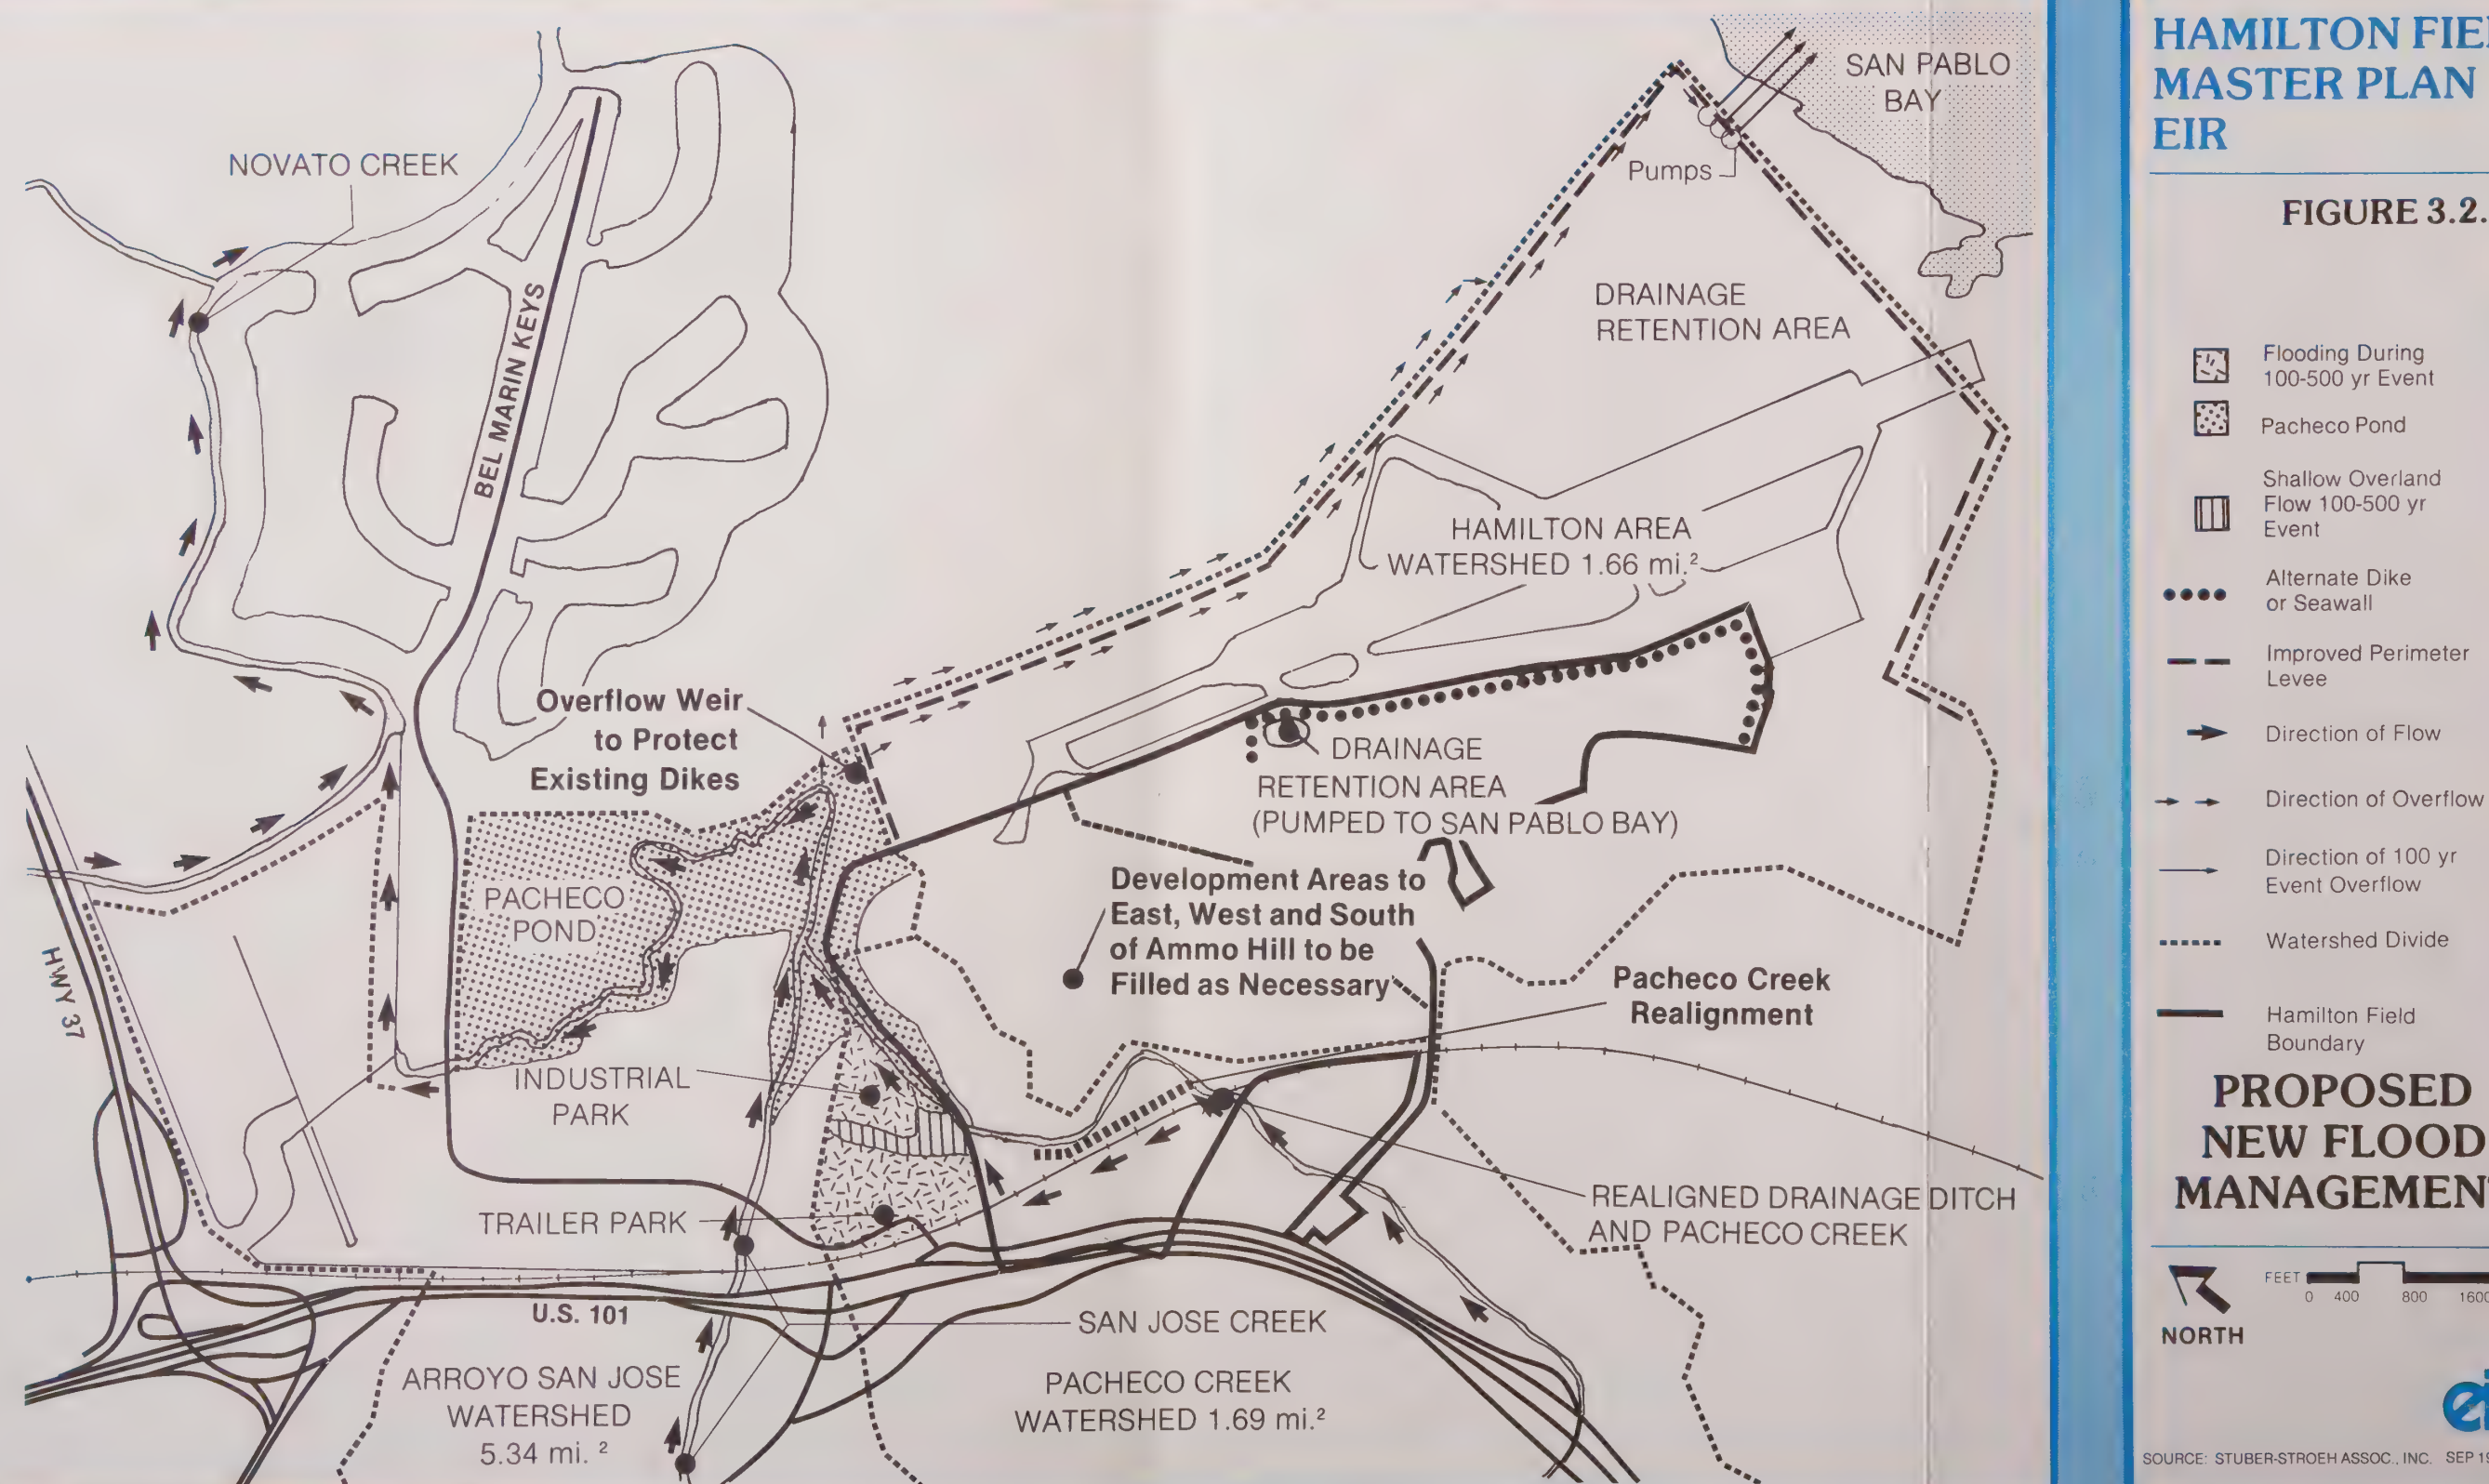 SAN PABLO
BAY
Pumps
NOVATO CREEK
DRAINAGE
RETENTION AREA
BEL MARIN KEYS
HAMILTON AREA
WATERSHED 1.66 mi.²
Overflow Weir
to Protect
Existing Dikes
DRAINAGE
RETENTION AREA
(PUMPED TO SAN PABLO BAY)
PACHECO
POND
Development Areas to
East, West and South
of Ammo Hill to be
Filled as Necessary
Pacheco Creek
Realignment
HWY 37
INDUSTRIAL
PARK
TRAILER PARK
REALIGNED DRAINAGE DITCH
AND PACHECO CREEK
U.S. 101
SAN JOSE CREEK
ARROYO SAN JOSE
WATERSHED
5.34 mi. ²
PACHECO CREEK
WATERSHED 1.69 mi.²
HAMILTON
MASTER PLAN
EIR
FIGURE 3.2.
Flooding During
100-500 yr Event
Pacheco Pond
Shallow Overland
Flow 100-500 yr
Event
Alternate Dike
or Seawall
Improved Perimeter
Levee
Direction of Flow
Direction of Overflow
Direction of 100 yr
Event Overflow
Watershed Divide
Hamilton Field
Boundary
PROPOSED
NEW FLOOD
FEET
0 400 800
NORTH
SOURCE: STUBER-STROEH ASSOC., INC. SEP